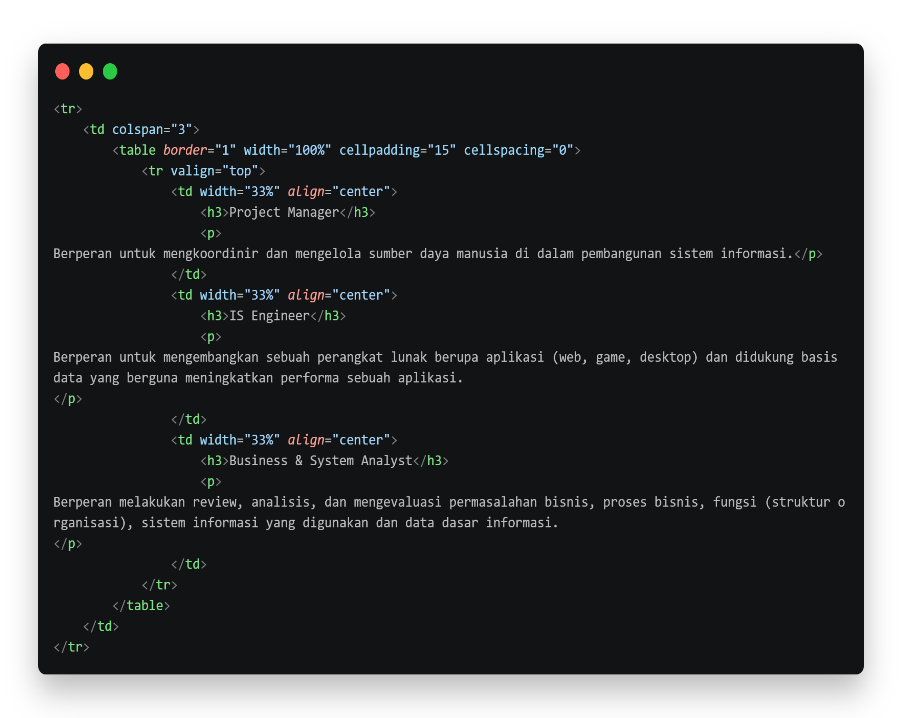 <tr>
    <td colspan="3">
        <table border="1" width="100%" cellpadding="15" cellspacing="0">
            <tr valign="top">
                <td width="33%" align="center">
                    <h3>Project Manager</h3>
                    <p>
Berperan untuk mengkoordinir dan mengelola sumber daya manusia di dalam pembangunan sistem informasi.</p>
                </td>
                <td width="33%" align="center">
                    <h3>IS Engineer</h3>
                    <p>
Berperan untuk mengembangkan sebuah perangkat lunak berupa aplikasi (web, game, desktop) dan didukung basis
data yang berguna meningkatkan performa sebuah aplikasi.
</p>
                </td>
                <td width="33%" align="center">
                    <h3>Business & System Analyst</h3>
                    <p>
Berperan melakukan review, analisis, dan mengevaluasi permasalahan bisnis, proses bisnis, fungsi (struktur o
rganisasi), sistem informasi yang digunakan dan data dasar informasi.
</p>
                </td>
            </tr>
        </table>
    </td>
</tr>